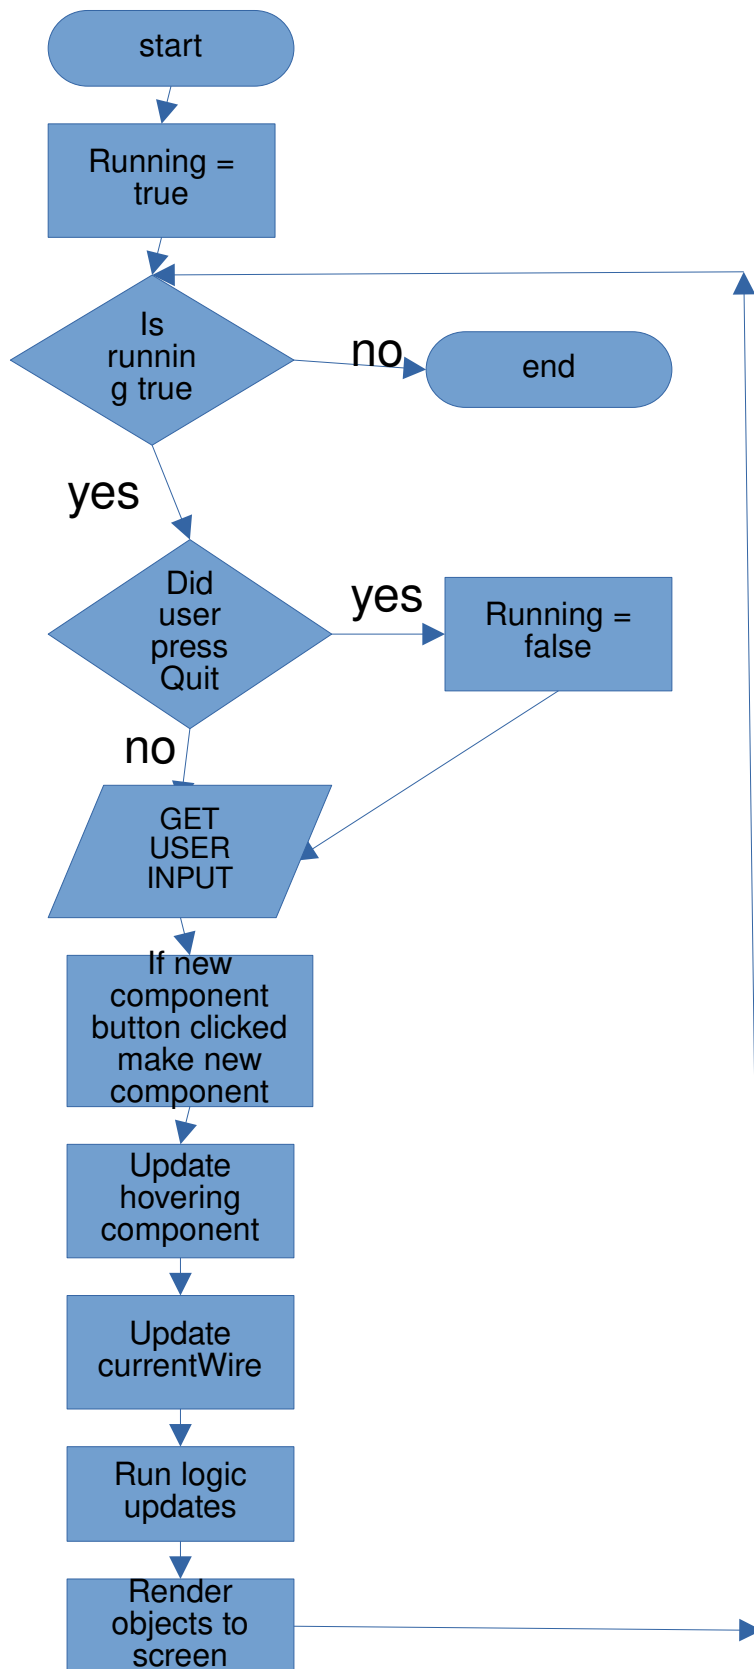 start
Running =
true
Is
runnin
g true
no
end
yes
Did
user
press
Quit
yes
Running =
false
no
GET
USER
INPUT
If new
component
button clicked
make new
component
Update
hovering
component
Update
currentWire
Run logic
updates
Render
objects to
screen